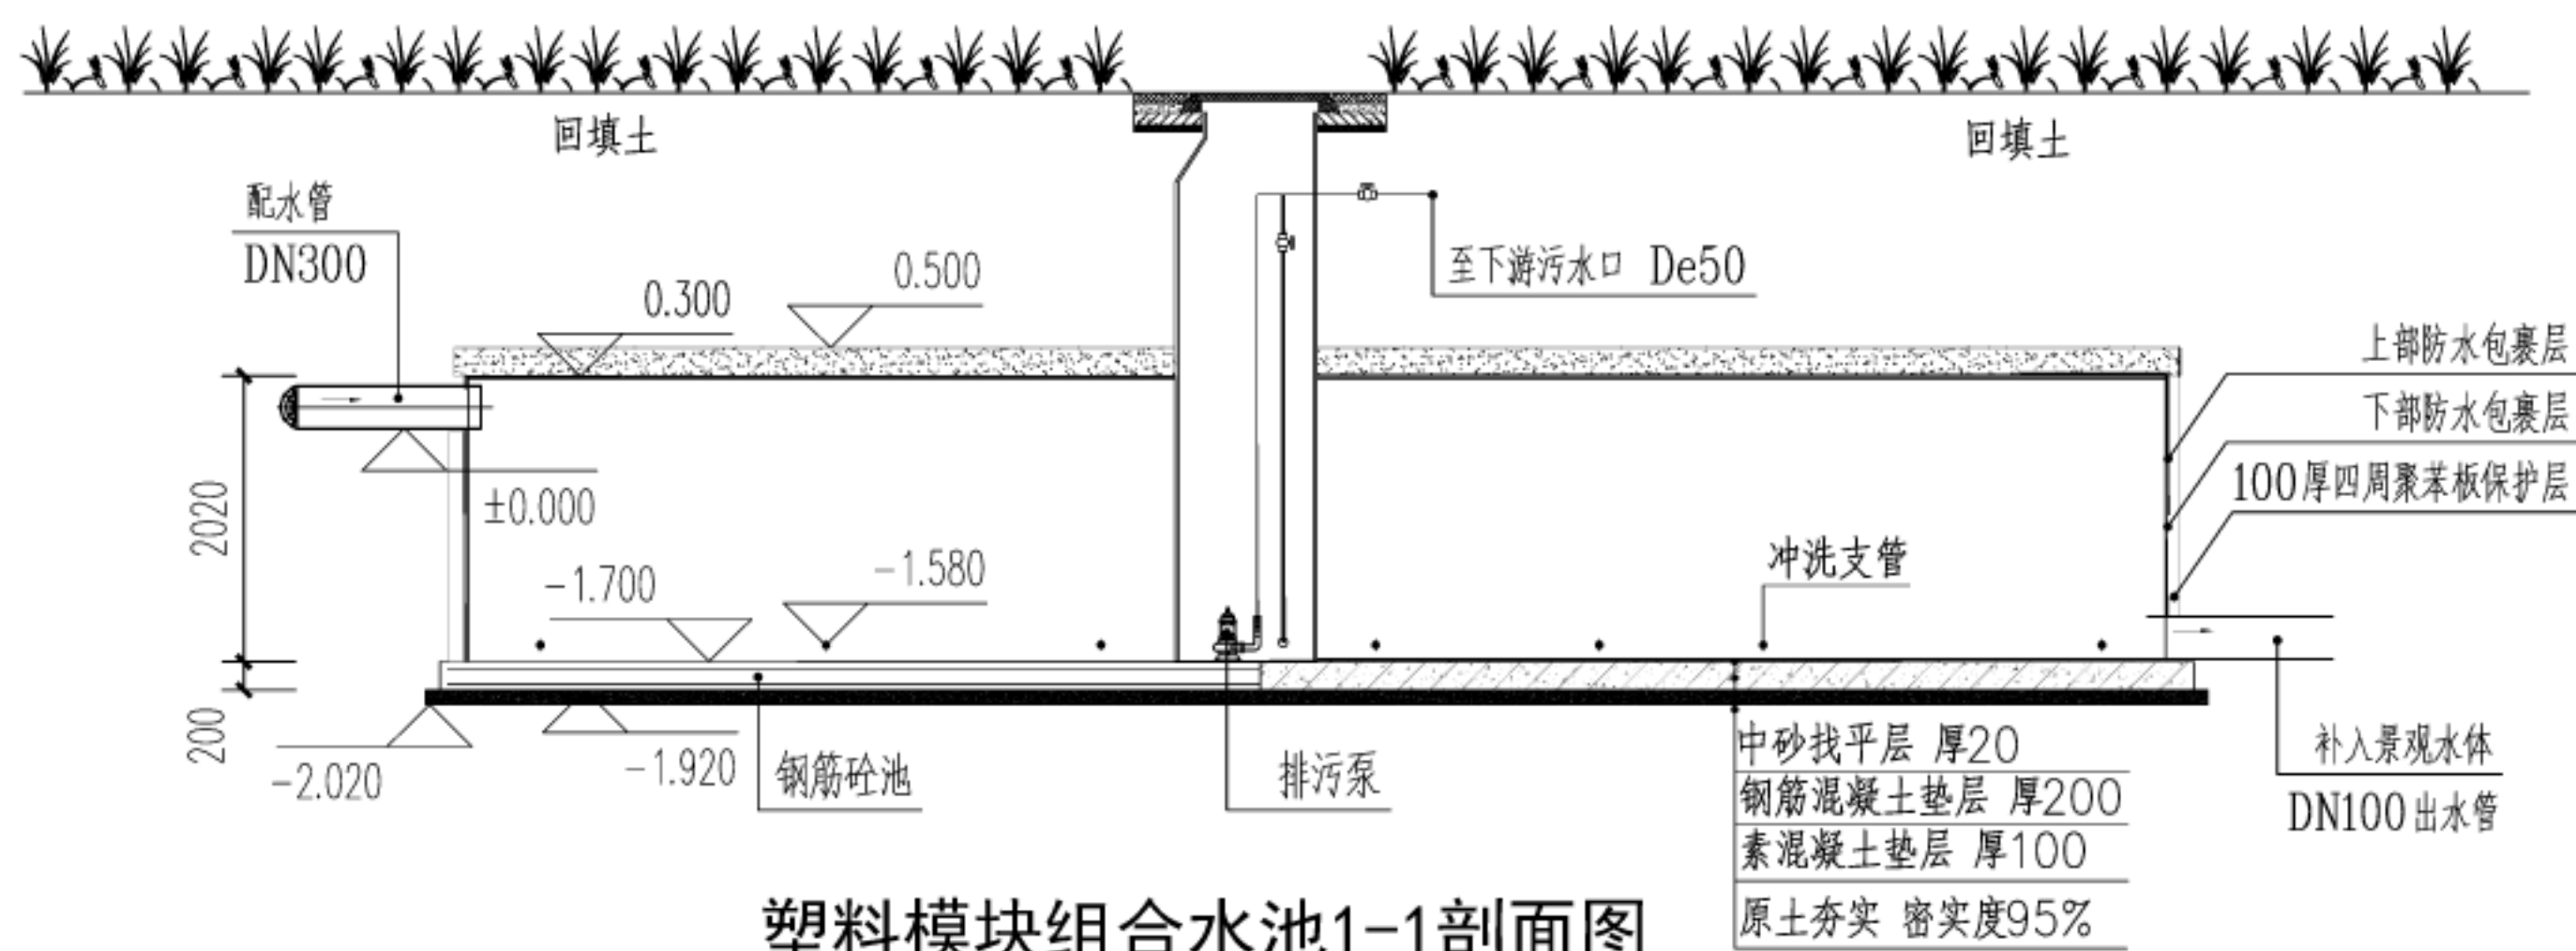 回填土
回填土
配水管
DN300
0.300
0.500
至下游污水口 De50
上部防水包裹层
下部防水包裹层
100厚四周聚苯板保护层
2020
±0.000
-1.700
-1.580
冲洗支管
200
-2.020
-1.920
钢筋砼池
排污泵
中砂找平层 厚20
钢筋混凝土垫层 厚200
素混凝土垫层 厚100
原土夯实 密实度95%
补入景观水体
DN100出水管
塑料模块组合水池1-1剖面图